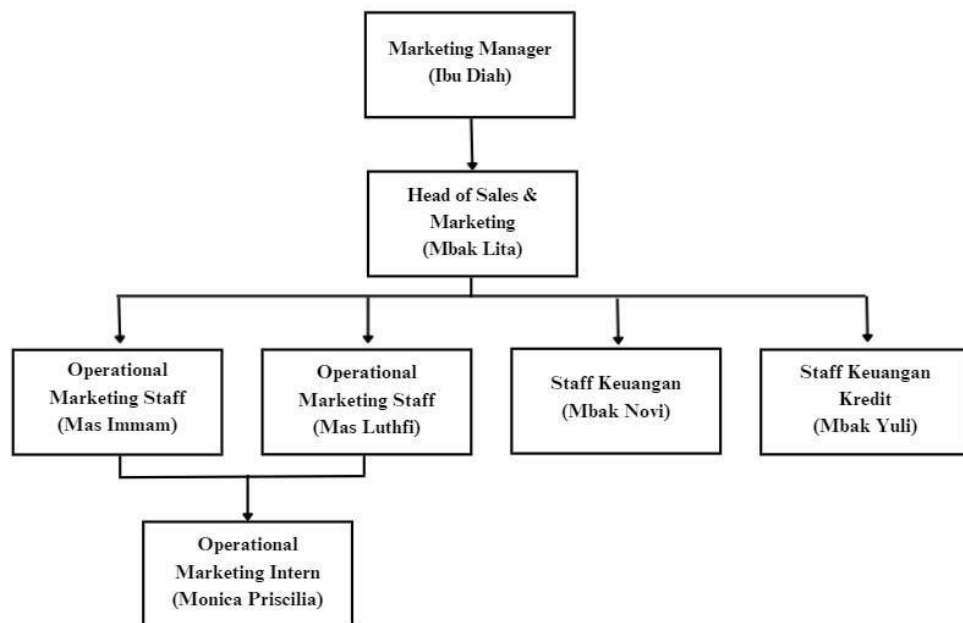 Marketing Manager
(Ibu Diah)
Head of Sales &
Marketing
(Mbak Lita)
Operational
Marketing Staff
(Mas Immam)
Operational
Marketing Staff
(Mas Luthfi)
Staff Keuangan
(Mbak Novi)
Staff Keuangan
Kredit
(Mbak Yuli)
Operational
Marketing Intern
(Monica Priscilia)